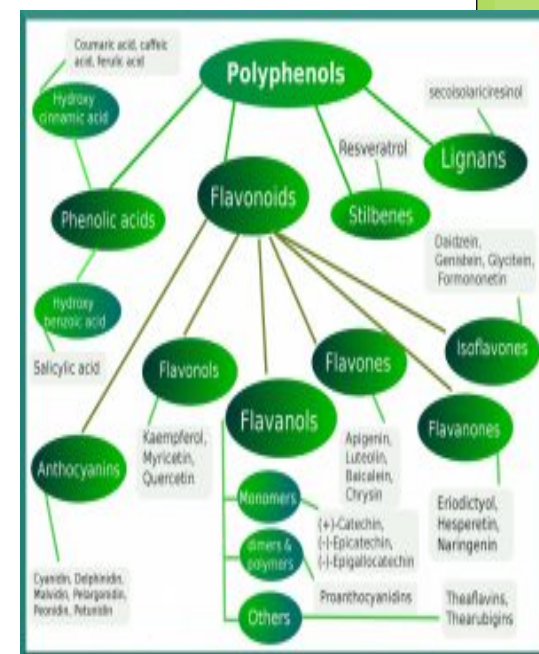 Coumaric acid, caffeic
acid, ferulic acid
Polyphenols
Hydroxy
cinnamic acid
secoisolariciresinol
Resveratrol
Lignans
Flavonoids
Phenolic acids
Stilbenes
Daidzein,
Genistein, Glycitein,
Formononetin
Hydroxy
benzoic acid
Isoflavones
Salicylic acid
Flavonols
Flavones
Flavanols
Flavanones
Kaempferol,
Myricetin,
Quercetin
Apigenin,
Luteolin,
Baicalein,
Chrysin
Anthocyanins
Monomers
Eriodictyol,
Hesperetin,
Naringenin
(+)-Catechin,
(-)-Epicatechin,
(-)-Epigallocatechin
dimers &
polymers
Cyanidin, Delphinidin,
Malvidin, Pelargonidin,
Peonidin, Petunidin
Proanthocyanidins
Others
Theaflavins,
Thearubigins